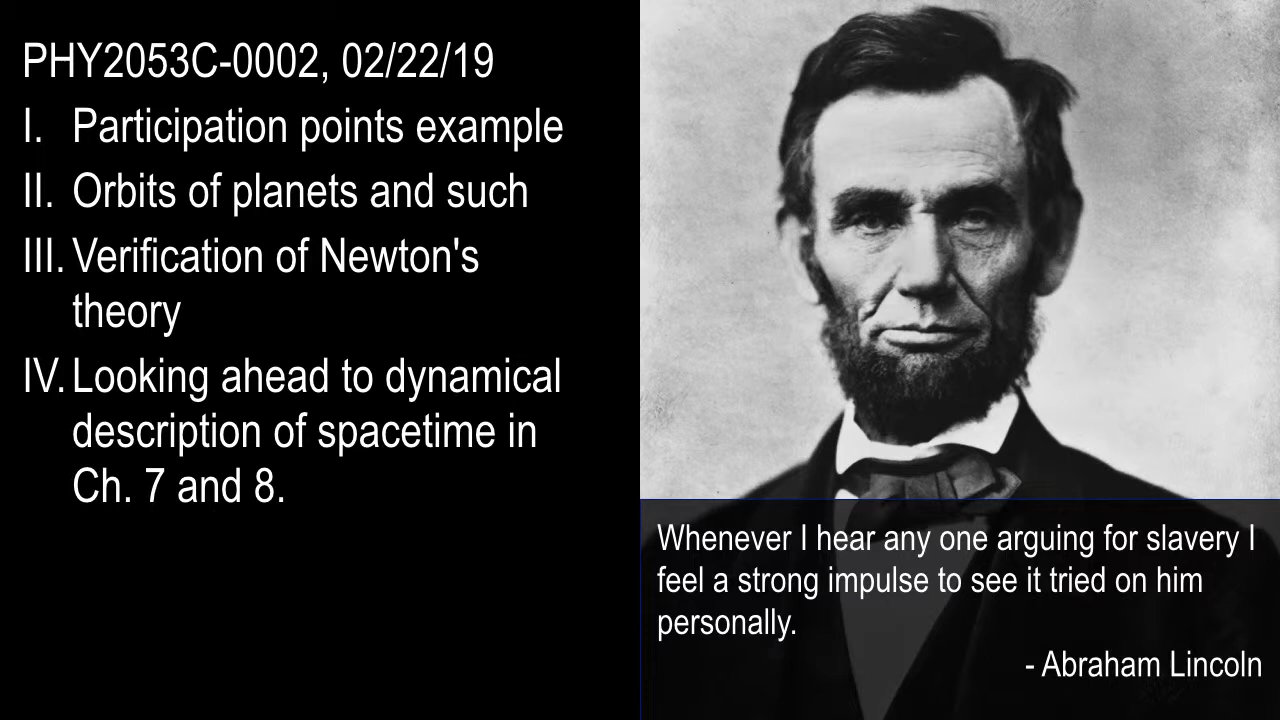 PHY2053C-0002, 02/22/19
I. Participation points example
II. Orbits of planets and such
III. Verification of Newton's
theory
IV. Looking ahead to dynamical
description of spacetime in
Ch. 7 and 8.
Whenever I hear any one arguing for slavery I
feel a strong impulse to see it tried on him
personally.
- Abraham Lincoln